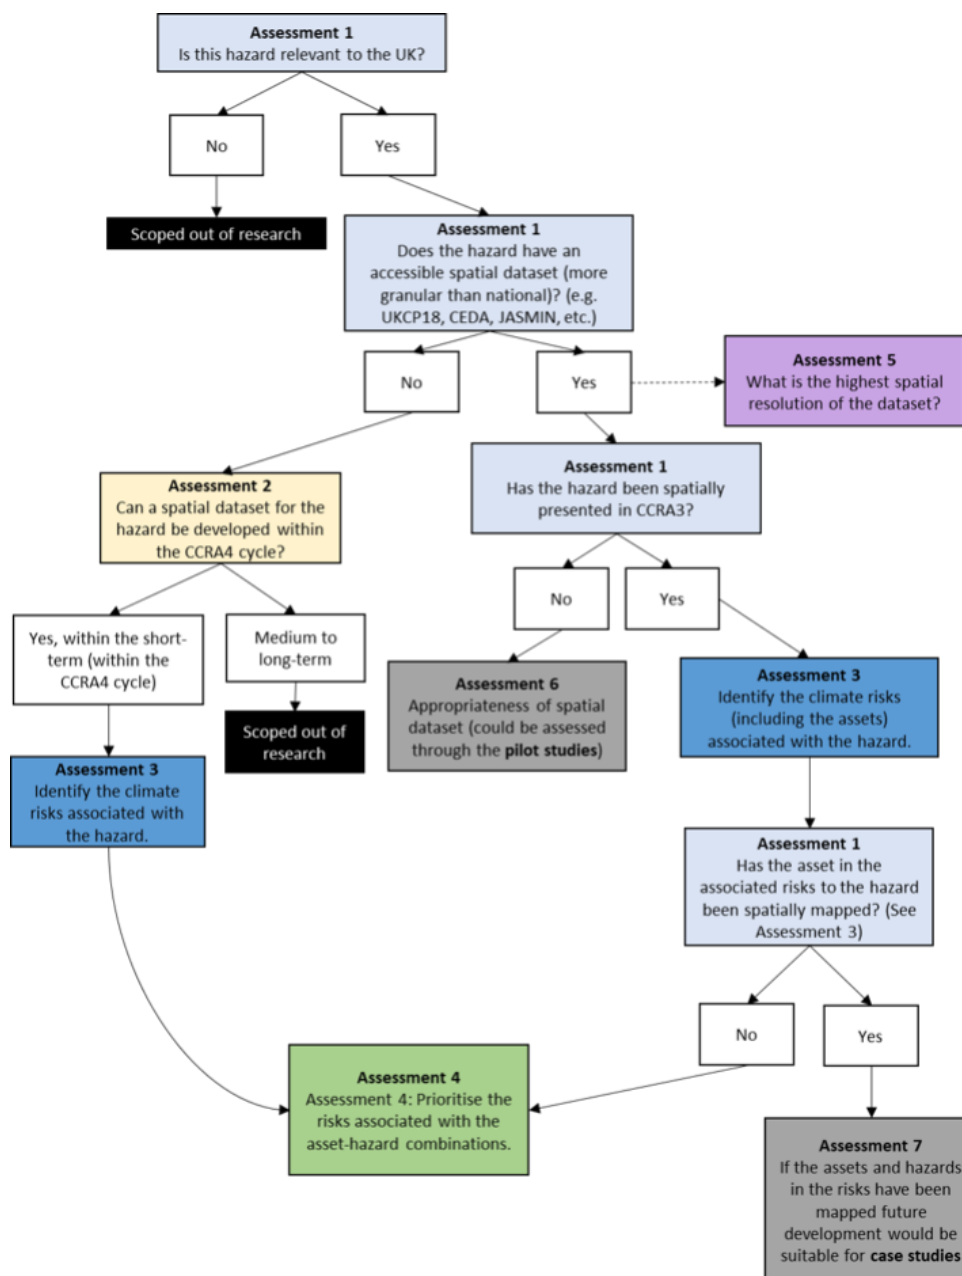 Assessment 1
Is this hazard relevant to the UK?
No
Yes
Scoped out of research
Assessment 1
Does the hazard have an
accessible spatial dataset (more
granular than national)? (e.g.
UKCP18, CEDA, JASMIN, etc.)
No
Yes
Assessment 5
What is the highest spatial
resolution of the dataset?
Assessment 2
Can a spatial dataset for the
hazard be developed within
the CCRA4 cycle?
Assessment 1
Has the hazard been spatially
presented in CCRA3?
No
Yes
Yes, within the short-
term (within the
CCRA4 cycle)
Medium to
long-term
Scoped out of
research
Assessment 6
Appropriateness of spatial
dataset (could be assessed
through the pilot studies)
Assessment 3
Identify the climate risks
(including the assets)
associated with the hazard.
Assessment 3
Identify the climate
risks associated with
the hazard.
Assessment 1
Has the asset in the
associated risks to the hazard
been spatially mapped? (See
Assessment 3)
No
Yes
Assessment 4
Assessment 4: Prioritise the
risks associated with the
asset-hazard combinations.
Assessment 7
If the assets and hazards
in the risks have been
mapped future
development would be
suitable for case studies